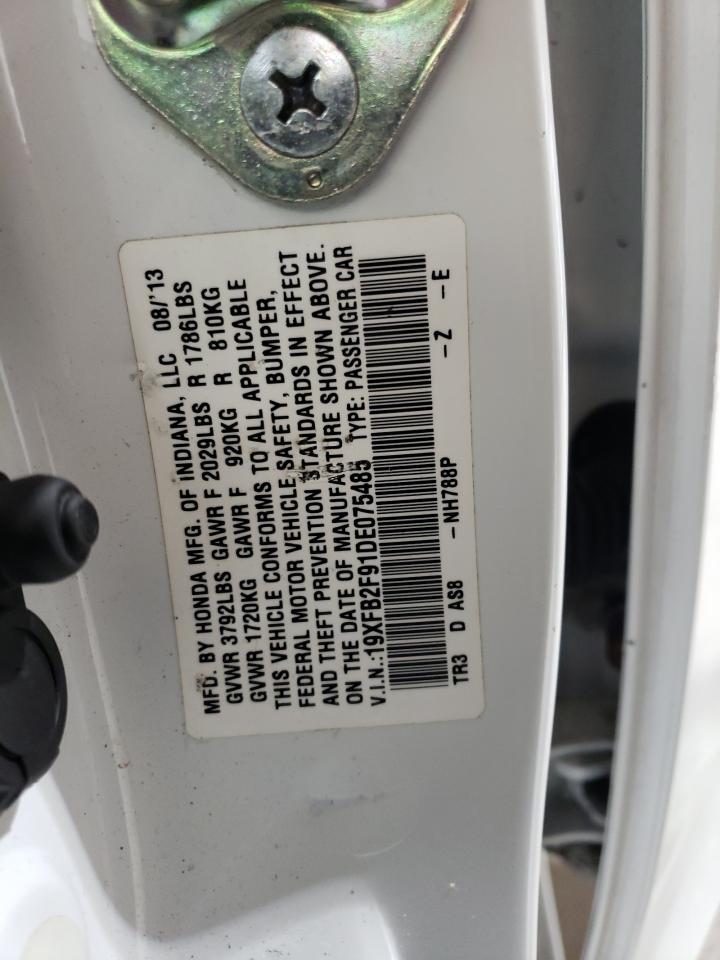 MFD. BY HONDA MFG. OF INDIANA, LLC 08/'13
GVWR 3792LBS GAWR F 2029LBS R 1786LBS
GVWR 1720KG GAWR F 920KG R 810KG
THIS VEHICLE CONFORMS TO ALL APPLICABLE
FEDERAL MOTOR VEHICLE SAFETY, BUMPER,
AND THEFT PREVENTION STANDARDS IN EFFECT
ON THE DATE OF MANUFACTURE SHOWN ABOVE.
V.I.N.:19XFB2F91DE075485 TYPE: PASSENGER CAR
TR3 D AS8 -NH788P -Z -E
8